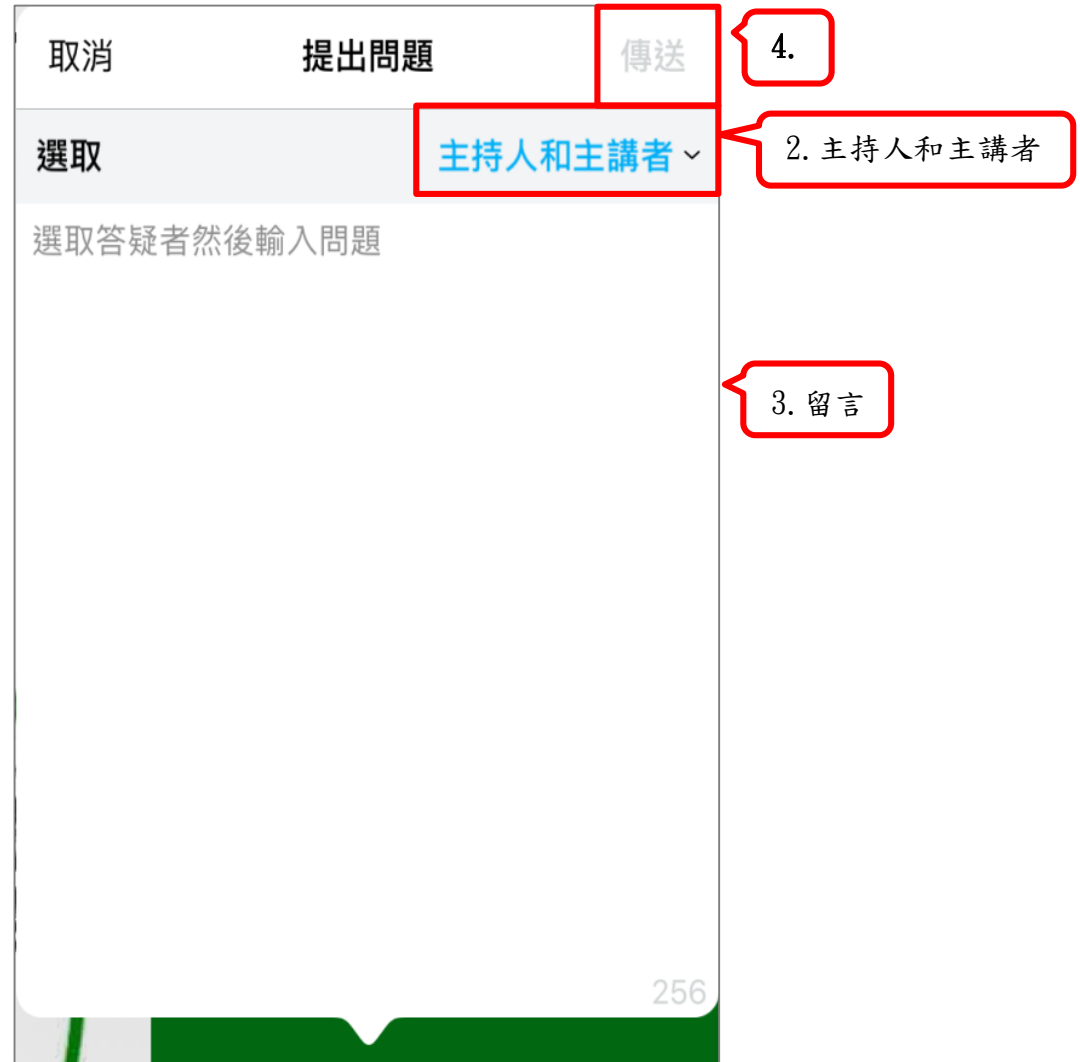 取消 提出問題 傳送 4.
選取 主持人和主講者 2.主持人和主講者
選取答疑者然後輸入問題
3.留言
256